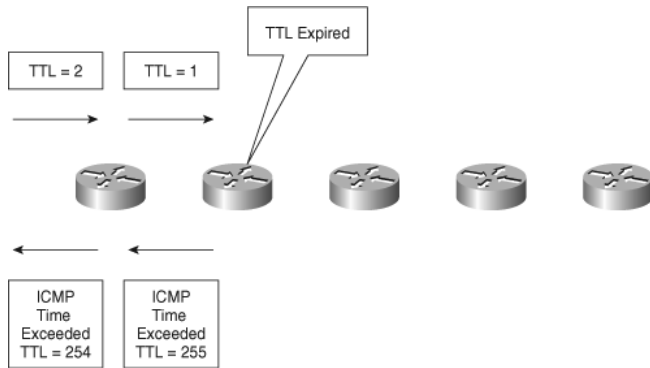 TTL Expired
TTL = 2
TTL = 1
ICMP
Time
Exceeded
TTL = 254
ICMP
Time
Exceeded
TTL = 255